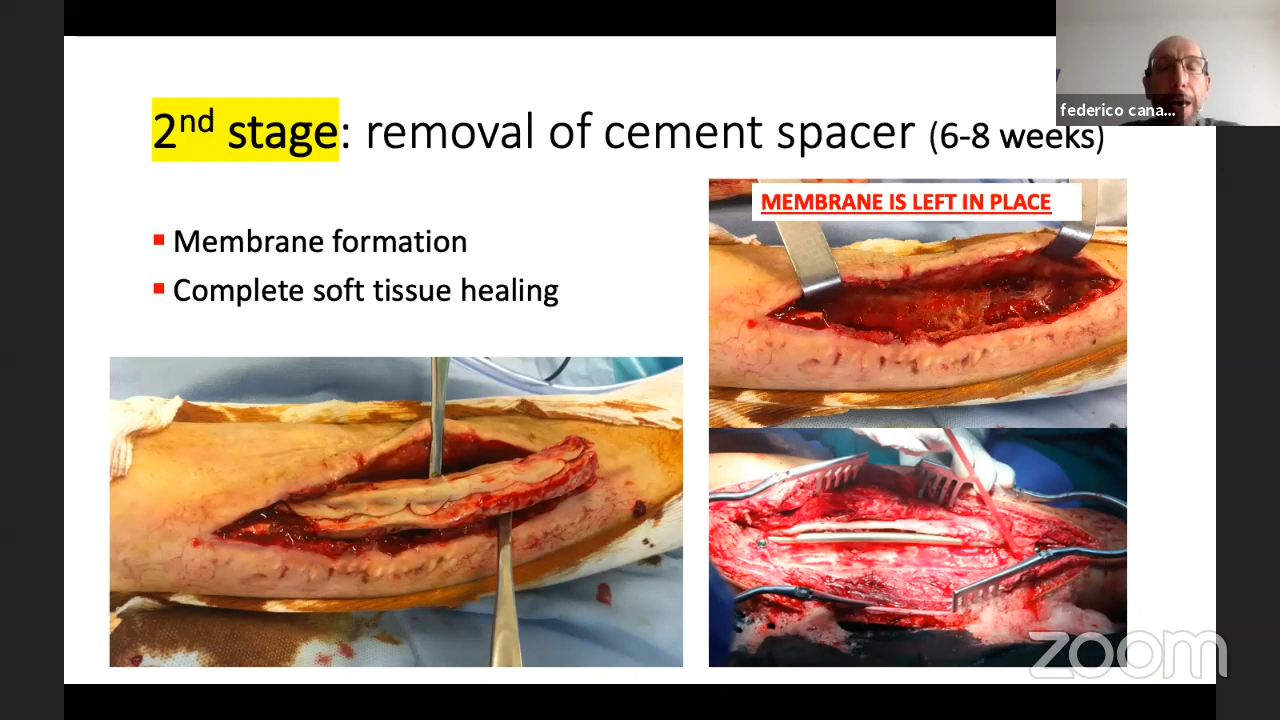 federico cana...
2nd stage: removal of cement spacer (6-8 weeks)
MEMBRANE IS LEFT IN PLACE
▪ Membrane formation
▪ Complete soft tissue healing
zoom